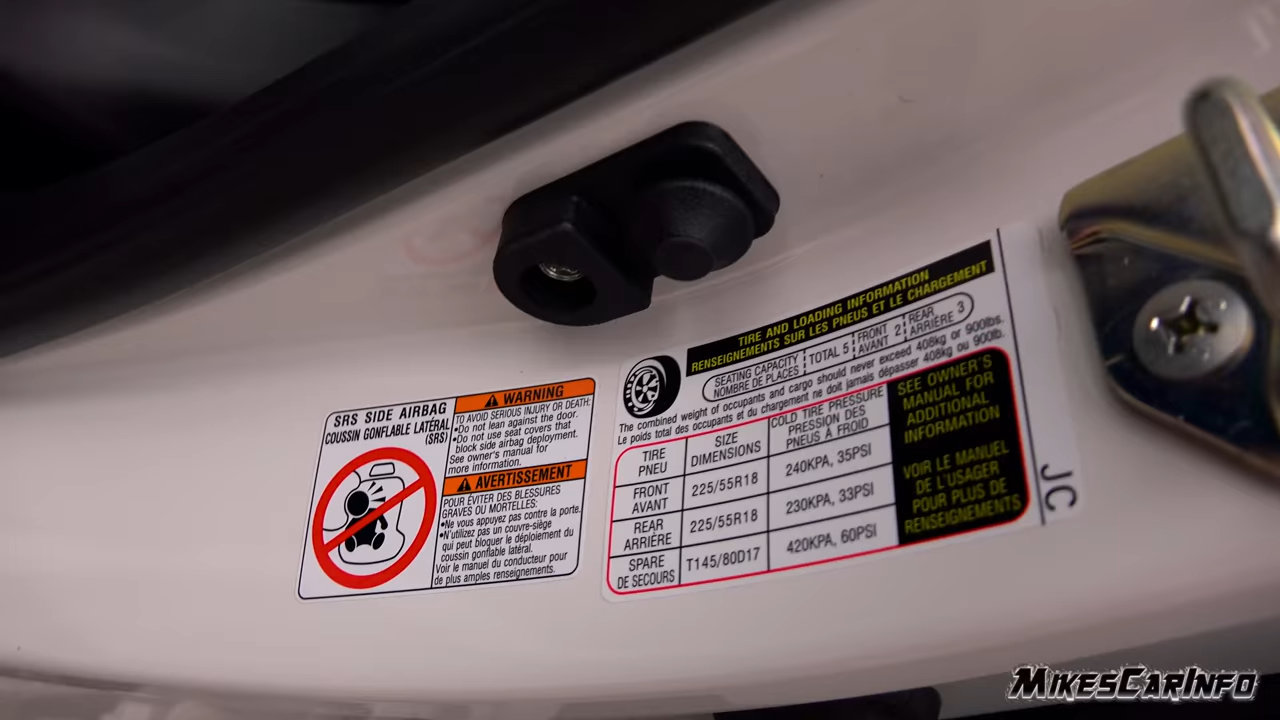 SRS SIDE AIRBAG
COUSSIN GONFLABLE LATÉRAL
(SRS)
WARNING
TO AVOID SERIOUS INJURY OR DEATH:
•Do not lean against the door.
•Do not use seat covers that
block side airbag deployment.
See owner's manual for
more information.
AVERTISSEMENT
POUR ÉVITER DES BLESSURES
GRAVES OU MORTELLES:
•Ne vous appuyez pas contre la porte.
•N'utilizez pas un couvre-siège
qui peut bloquer le déploiement du
coussin gonflable latéral.
Voir le manuel du conducteur pour
de plus amples renseignements.
TIRE AND LOADING INFORMATION
RENSEIGNEMENTS SUR LES PNEUS ET LE CHARGEMENT
SEATING CAPACITY
NOMBRE DE PLACES
TOTAL 5
FRONT
AVANT
2
REAR
ARRIÈRE
3
The combined weight of occupants and cargo should never exceed 408kg or 900lbs.
Le poids total des occupants et du chargement ne doit jamais dépasser 408kg ou 900lb.
TIRE
PNEU
SIZE
DIMENSIONS
COLD TIRE PRESSURE
PRESSION DES
PNEUS À FROID
FRONT
AVANT
225/55R18
240KPA, 35PSI
REAR
ARRIÈRE
225/55R18
230KPA, 33PSI
SPARE
DE SECOURS
T145/80D17
420KPA, 60PSI
SEE OWNER'S
MANUAL FOR
ADDITIONAL
INFORMATION
VOIR LE MANUEL
DE L'USAGER
POUR PLUS DE
RENSEIGNEMENTS
JC
MIKESCARINFO